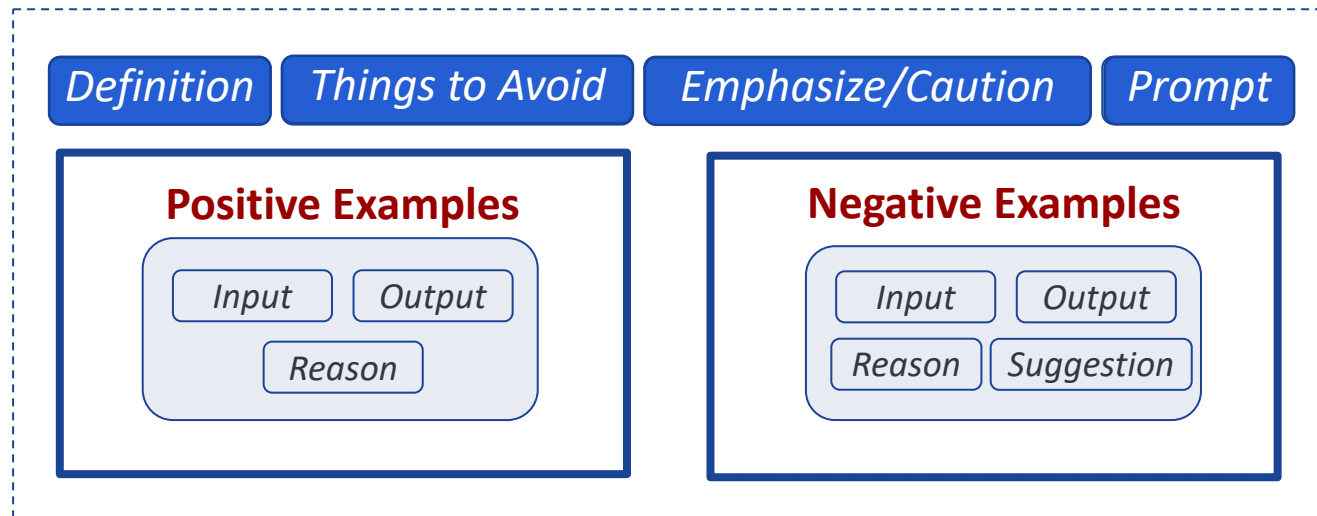 Definition Things to Avoid Emphasize/Caution Prompt
Positive Examples
Input Output
Reason
Negative Examples
Input Output
Reason Suggestion